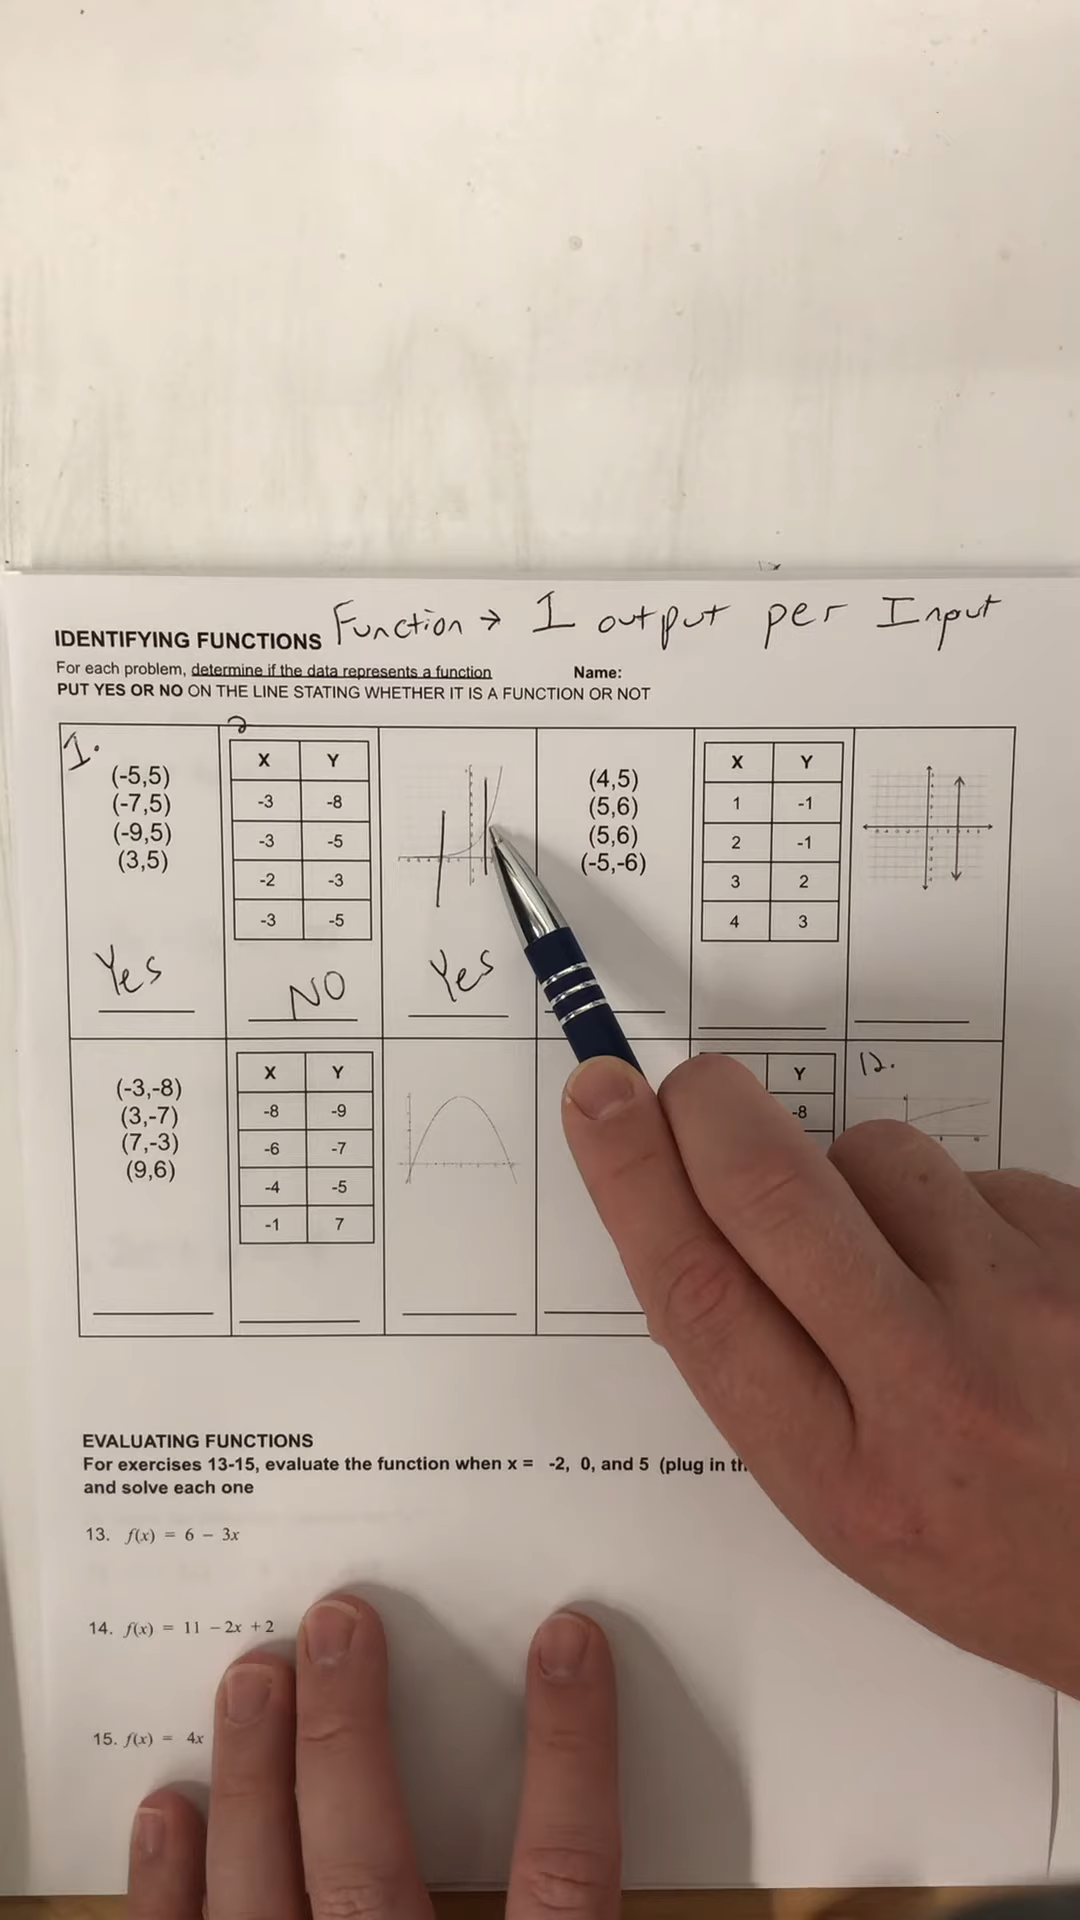 Function → 1 output per Input
IDENTIFYING FUNCTIONS
For each problem, determine if the data represents a function Name:
PUT YES OR NO ON THE LINE STATING WHETHER IT IS A FUNCTION OR NOT
1.
(-5,5)
(-7,5)
(-9,5)
(3,5)
Yes
2
X Y
-3 -8
-3 -5
-2 -3
-3 -5
NO
Yes
(4,5)
(5,6)
(5,6)
(-5,-6)
X Y
1 -1
2 -1
3 2
4 3
(-3,-8)
(3,-7)
(7,-3)
(9,6)
X Y
-8 -9
-6 -7
-4 -5
-1 7
Y
-8
12.
EVALUATING FUNCTIONS
For exercises 13-15, evaluate the function when x = -2, 0, and 5 (plug in
and solve each one
13. f(x) = 6 − 3x
14. f(x) = 11 − 2x + 2
15. f(x) = 4x